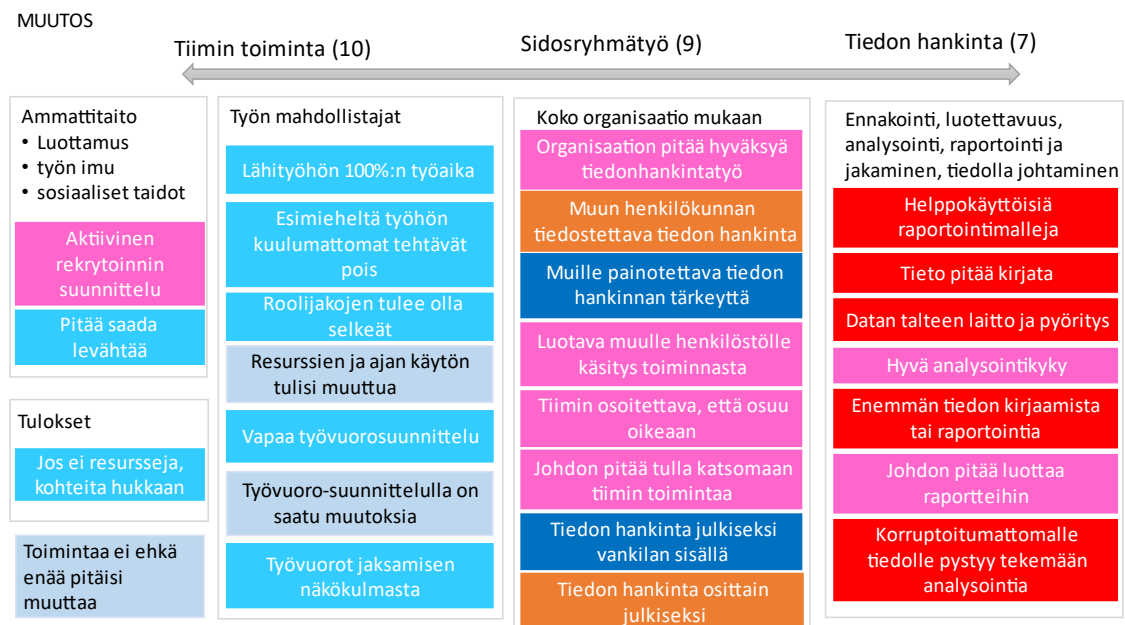 MUUTOS
Tiimin toiminta (10)
Sidosryhmätyö (9)
Tiedon hankinta (7)
Ammattitaito
• Luottamus
• työn imu
• sosiaaliset taidot
Aktiivinen
rekrytoinnin
suunnittelu
Pitää saada
levähtää
Tulokset
Jos ei resursseja,
kohteita hukkaan
Toimintaa ei ehkä
enää pitäisi
muuttaa
Työn mahdollistajat
Lähityöhön 100%:n työaika
Esimieheltä työhön
kuulumattomat tehtävät
pois
Roolijakojen tulee olla
selkeät
Resurssien ja ajan käytön
tulisi muuttua
Vapaa työvuorosuunnittelu
Työvuoro-suunnittelulla on
saatu muutoksia
Työvuorot jaksamisen
näkökulmasta
Koko organisaatio mukaan
Organisaation pitää hyväksyä
tiedonhankintatyö
Muun henkilökunnan
tiedostettava tiedon hankinta
Muille painotettava tiedon
hankinnan tärkeyttä
Luotava muulle henkilöstölle
käsitys toiminnasta
Tiimin osoitettava, että osuu
oikeaan
Johdon pitää tulla katsomaan
tiimin toimintaa
Tiedon hankinta julkiseksi
vankilan sisällä
Tiedon hankinta osittain
julkiseksi
Ennakointi, luotettavuus,
analysointi, raportointi ja
jakaminen, tiedolla johtaminen
Helppokäyttöisiä
raportointimalleja
Tieto pitää kirjata
Datan talteen laitto ja pyöritys
Hyvä analysointikyky
Enemmän tiedon kirjaamista
tai raportointia
Johdon pitää luottaa
raportteihin
Korruptoitumattomalle
tiedolle pystyy tekemään
analysointia